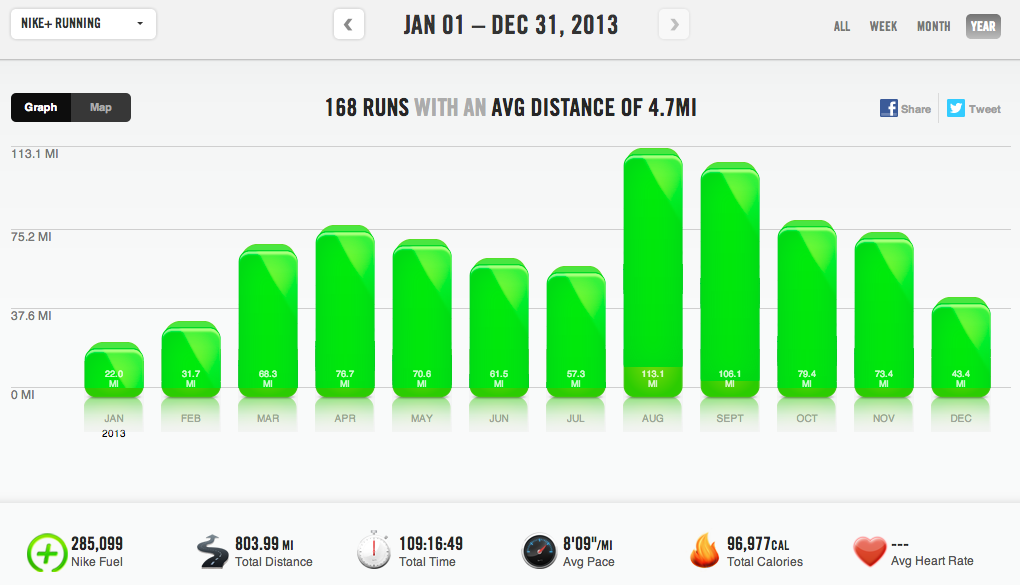 NIKE+ RUNNING
JAN 01 – DEC 31, 2013
ALL WEEK MONTH YEAR
Graph Map
168 RUNS WITH AN AVG DISTANCE OF 4.7MI
Share Tweet
113.1 MI
75.2 MI
37.6 MI
0 MI
22.0 MI
31.7 MI
68.3 MI
78.7 MI
70.6 MI
61.5 MI
57.3 MI
113.1 MI
106.1 MI
79.4 MI
73.4 MI
43.4 MI
JAN FEB MAR APR MAY JUN JUL AUG SEPT OCT NOV DEC
2013
285,099
Nike Fuel
803.99 MI
Total Distance
109:16:49
Total Time
8'09"/MI
Avg Pace
96,977CAL
Total Calories
---
Avg Heart Rate